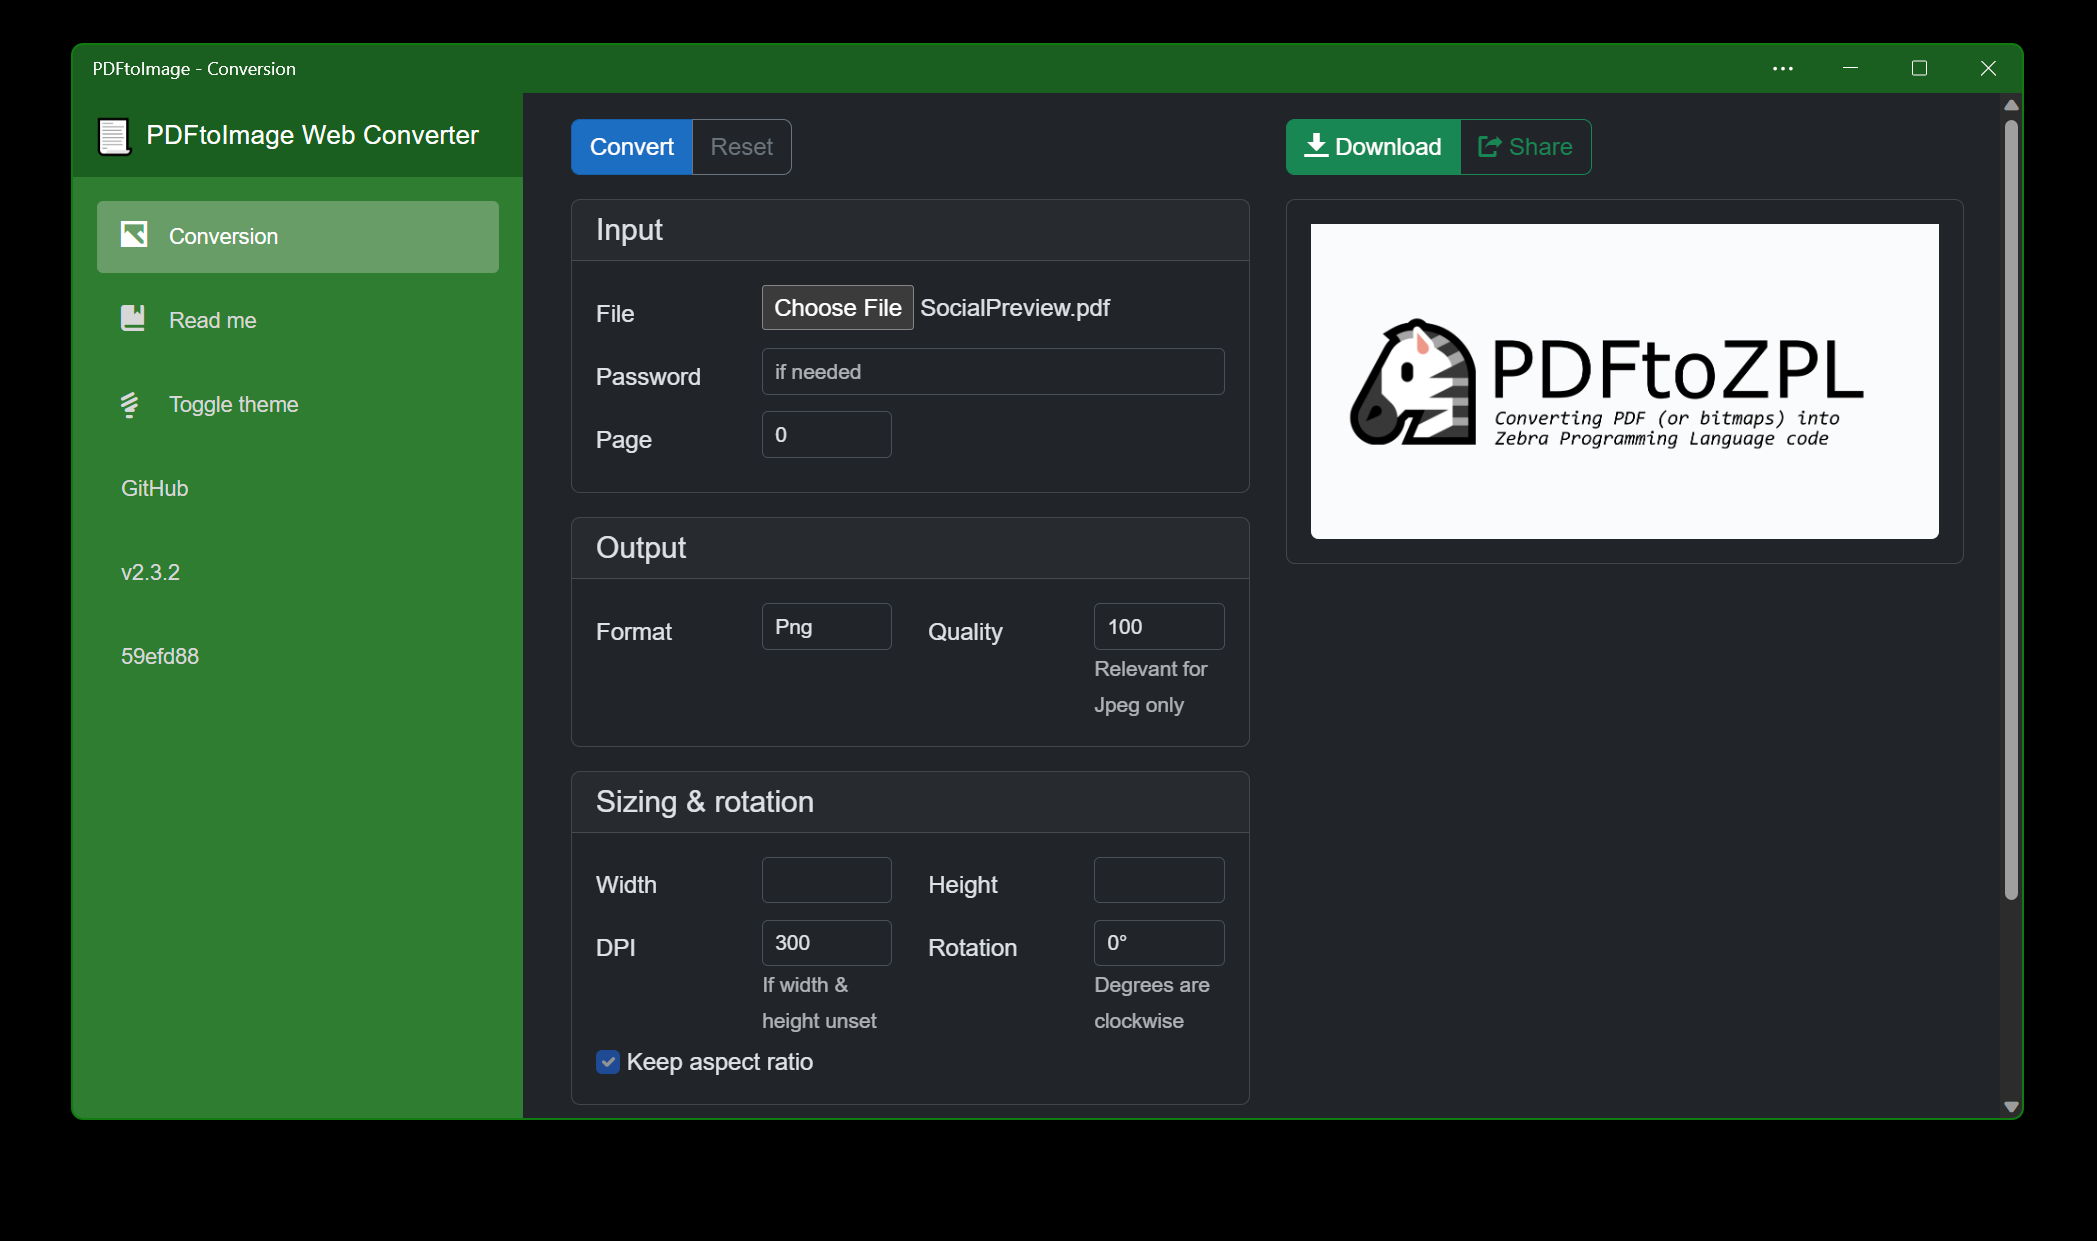 PDFtoImage - Conversion
PDFtoImage Web Converter
Conversion
Read me
Toggle theme
GitHub
v2.3.2
59efd88
Convert
Reset
Input
File
Choose File SocialPreview.pdf
Password
if needed
Page
0
Output
Format
Png
Quality
100
Relevant for
Jpeg only
Sizing & rotation
Width
Height
DPI
300
If width &
height unset
Rotation
0°
Degrees are
clockwise
Keep aspect ratio
Download
Share
PDFtoZPL
Converting PDF (or bitmaps) into
Zebra Programming Language code